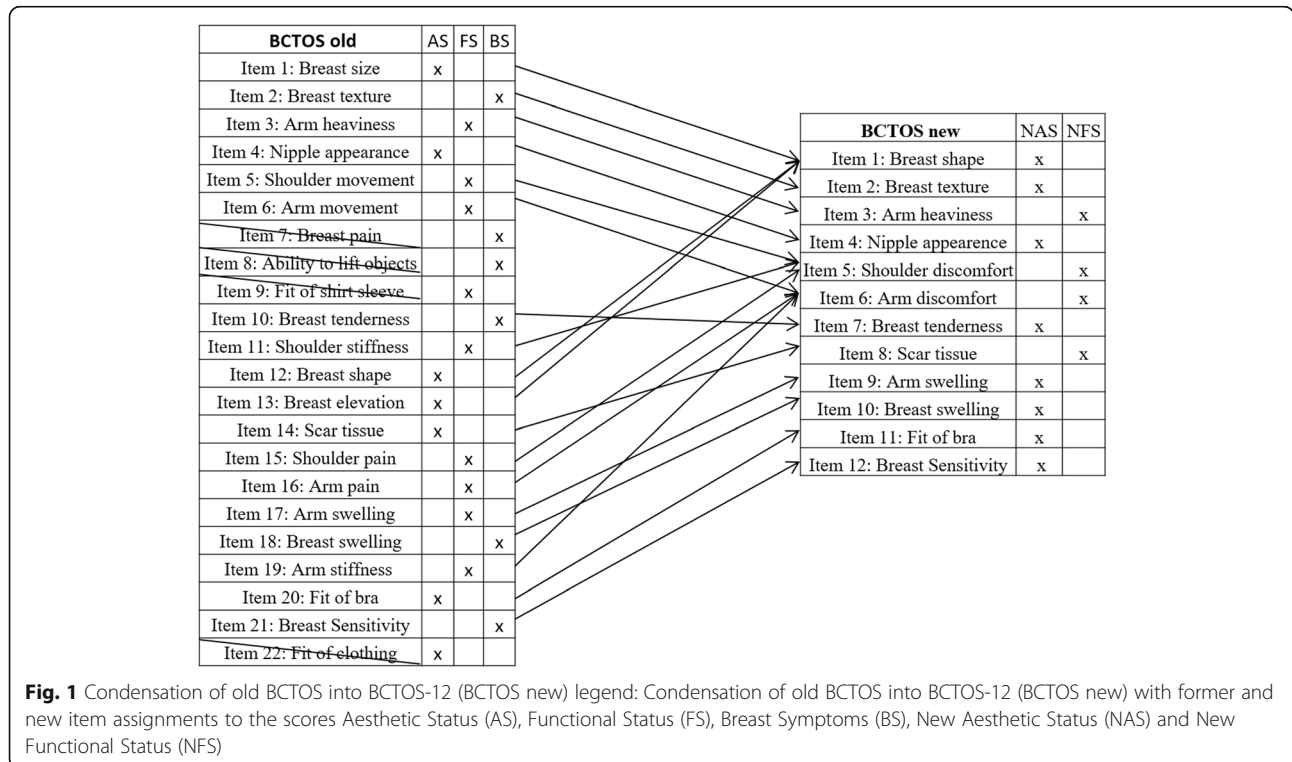 BCTOS old AS FS BS
Item 1: Breast size x
Item 2: Breast texture x
Item 3: Arm heaviness x
Item 4: Nipple appearance x
Item 5: Shoulder movement x
Item 6: Arm movement x
Item 7: Breast pain x
Item 8: Ability to lift objects x
Item 9: Fit of shirt sleeve x
Item 10: Breast tenderness x
Item 11: Shoulder stiffness x
Item 12: Breast shape x
Item 13: Breast elevation x
Item 14: Scar tissue x
Item 15: Shoulder pain x
Item 16: Arm pain x
Item 17: Arm swelling x
Item 18: Breast swelling x
Item 19: Arm stiffness x
Item 20: Fit of bra x
Item 21: Breast Sensitivity x
Item 22: Fit of clothing x
BCTOS new NAS NFS
Item 1: Breast shape x
Item 2: Breast texture x
Item 3: Arm heaviness x
Item 4: Nipple appearence x
Item 5: Shoulder discomfort x
Item 6: Arm discomfort x
Item 7: Breast tenderness x
Item 8: Scar tissue x
Item 9: Arm swelling x
Item 10: Breast swelling x
Item 11: Fit of bra x
Item 12: Breast Sensitivity x
Fig. 1 Condensation of old BCTOS into BCTOS-12 (BCTOS new) legend: Condensation of old BCTOS into BCTOS-12 (BCTOS new) with former and
new item assignments to the scores Aesthetic Status (AS), Functional Status (FS), Breast Symptoms (BS), New Aesthetic Status (NAS) and New
Functional Status (NFS)